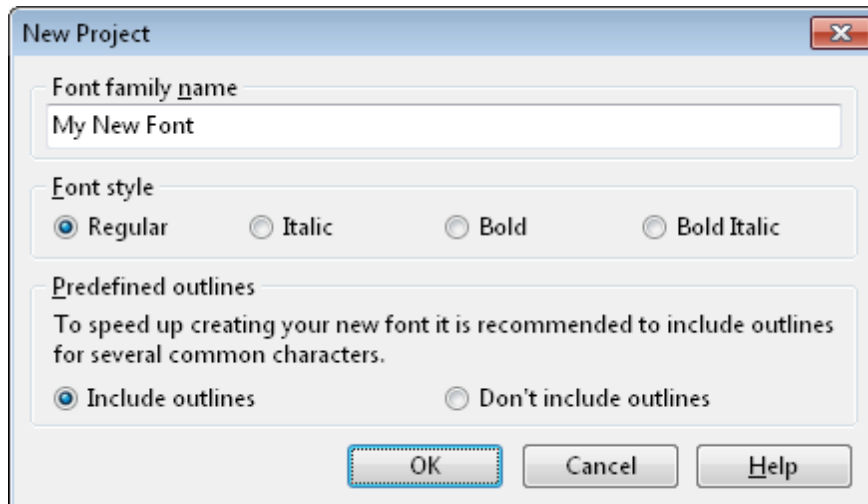 New Project
Font family name
My New Font
Font style
Regular Italic Bold Bold Italic
Predefined outlines
To speed up creating your new font it is recommended to include outlines
for several common characters.
Include outlines Don't include outlines
OK Cancel Help